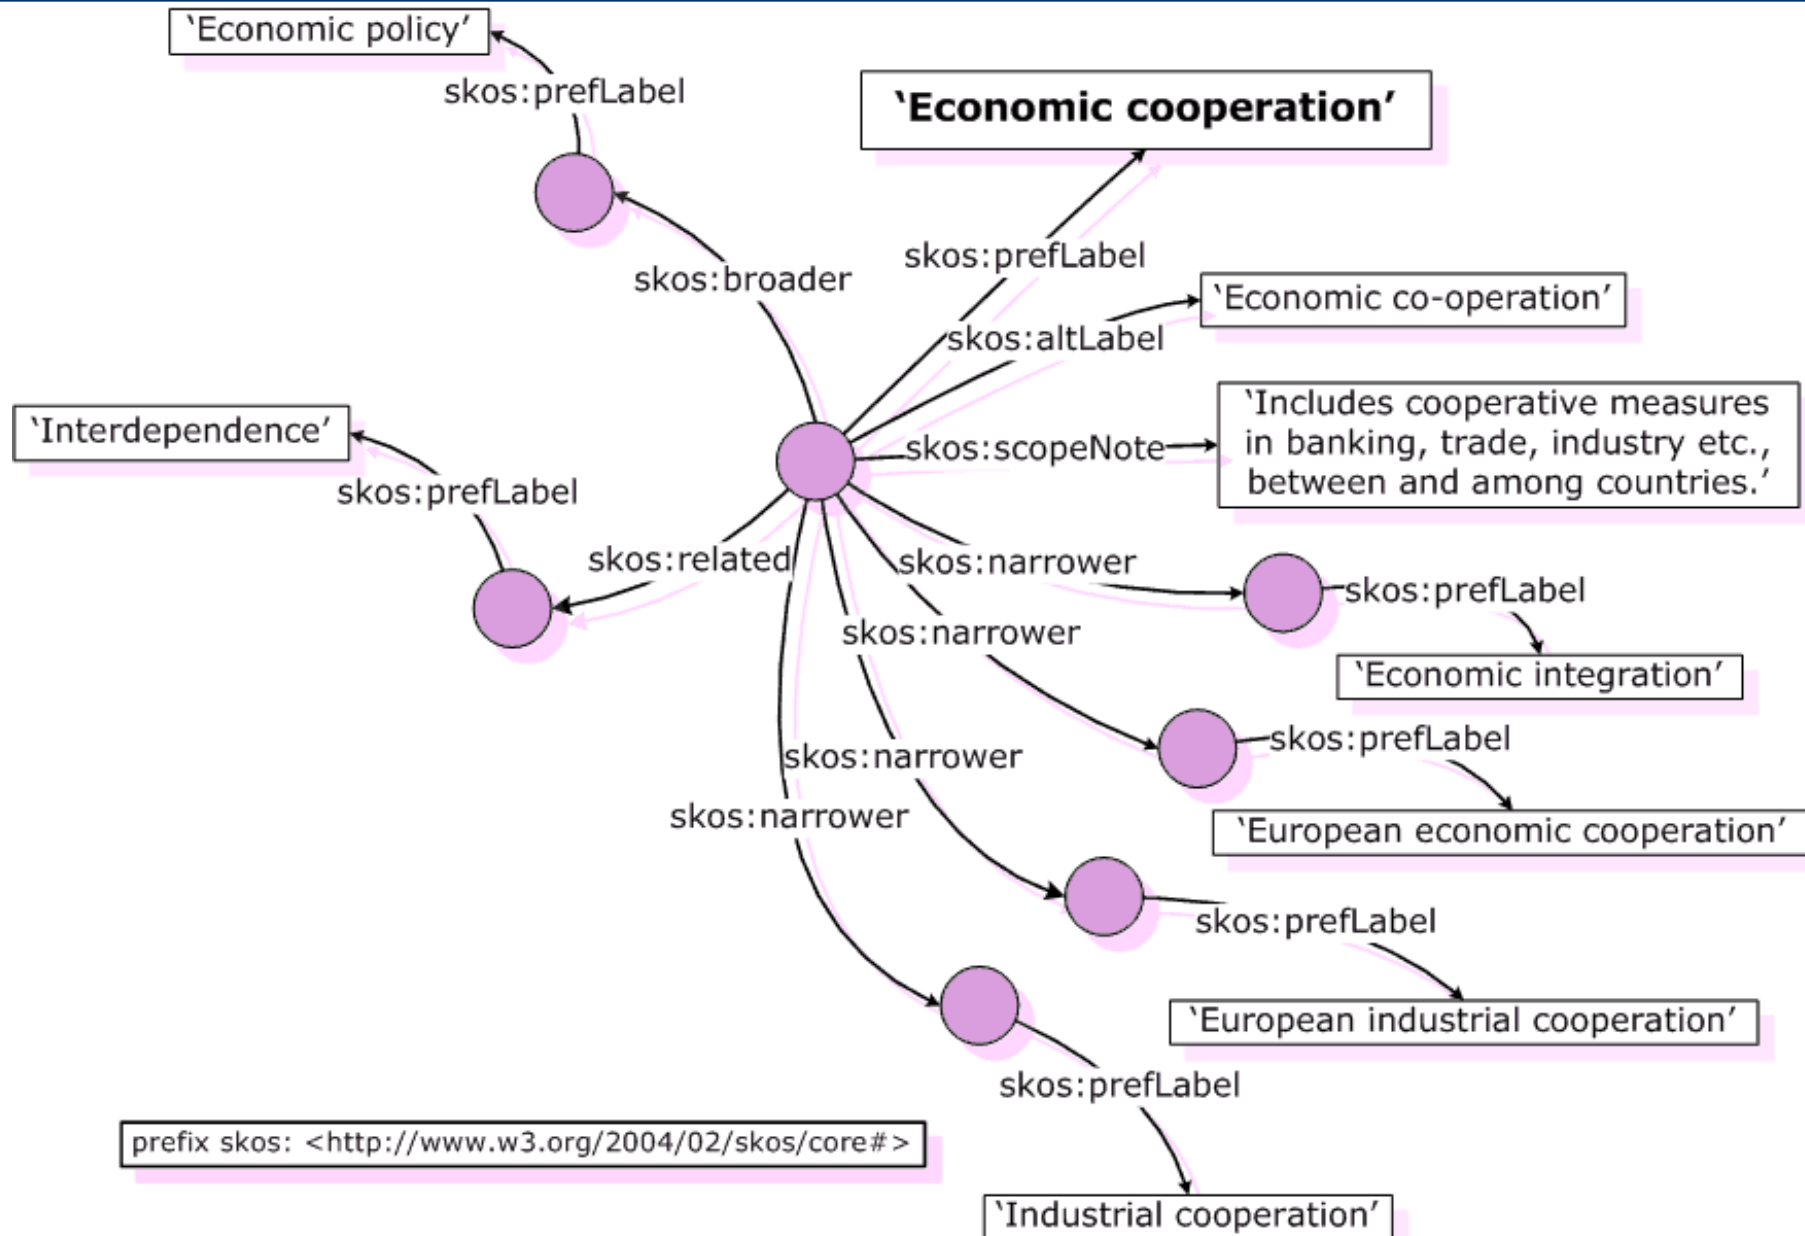 ‘Economic policy’
skos:prefLabel
‘Economic cooperation’
skos:prefLabel
skos:broader
‘Economic co-operation’
skos:altLabel
‘Includes cooperative measures
in banking, trade, industry etc.,
between and among countries.’
skos:scopeNote
‘Interdependence’
skos:prefLabel
skos:related
skos:narrower
skos:prefLabel
‘Economic integration’
skos:narrower
skos:prefLabel
‘European economic cooperation’
skos:narrower
skos:prefLabel
‘European industrial cooperation’
skos:narrower
skos:prefLabel
‘Industrial cooperation’
prefix skos: <http://www.w3.org/2004/02/skos/core#>